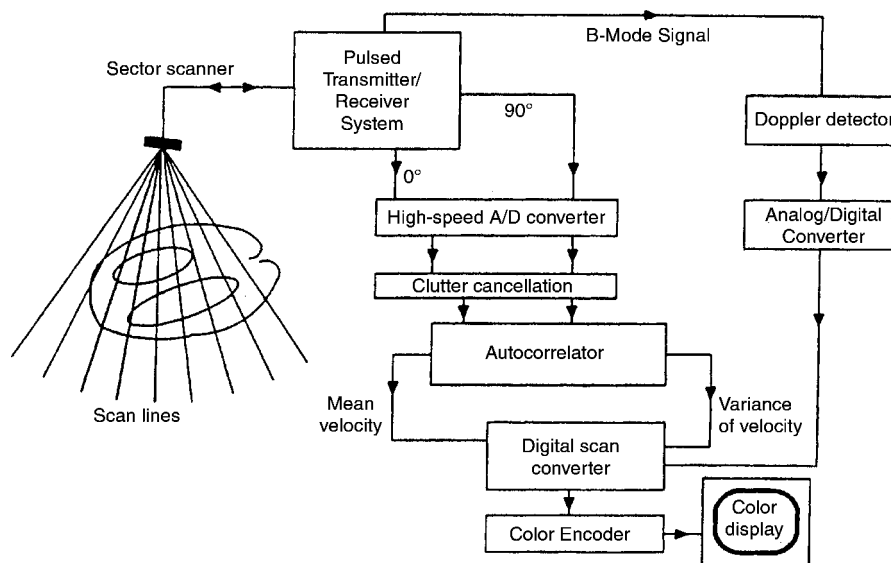 B-Mode Signal
Sector scanner
Pulsed
Transmitter/
Receiver
System
90°
0°
Doppler detector
High-speed A/D converter
Analog/Digital
Converter
Clutter cancellation
Autocorrelator
Scan lines
Mean
velocity
Variance
of velocity
Digital scan
converter
Color Encoder
Color
display